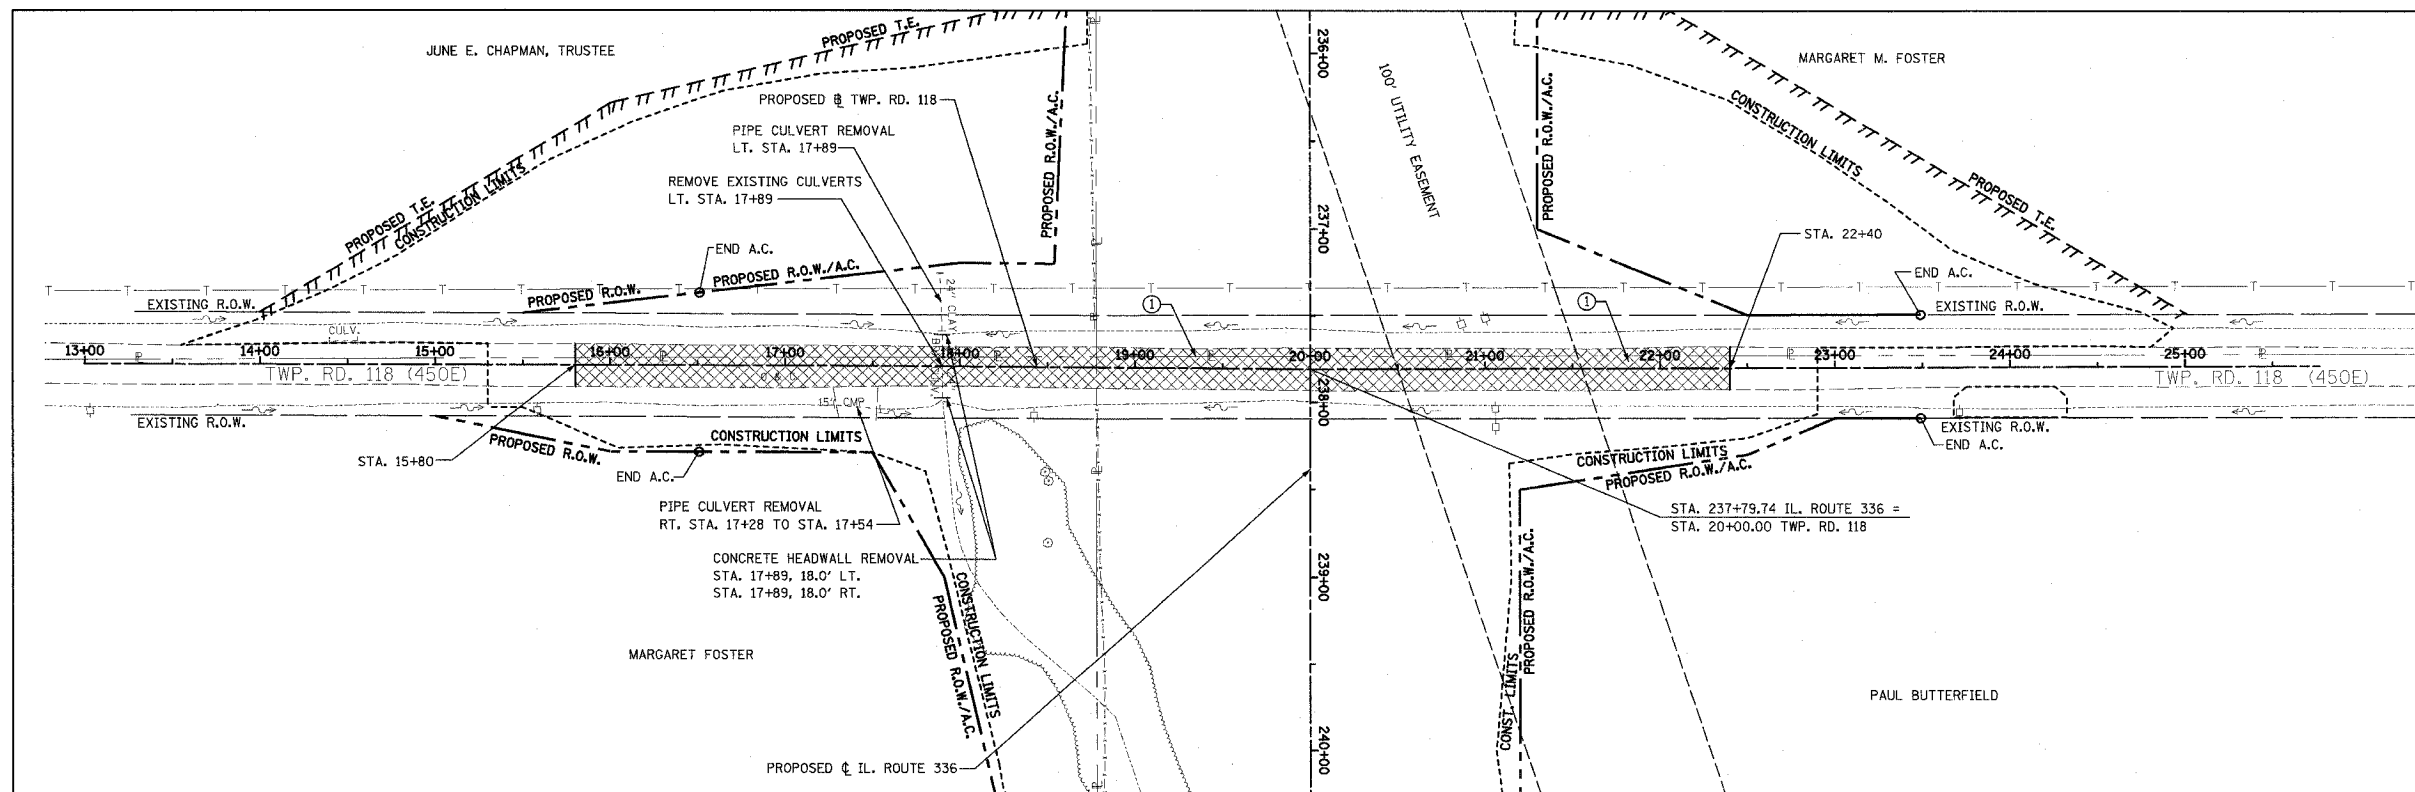 JUNE E. CHAPMAN, TRUSTEE
PROPOSED T.E.
236+00
MARGARET M. FOSTER
100' UTILITY EASEMENT
PROPOSED ℄ TWP. RD. 118
PROPOSED R.O.W./A.C.
PROPOSED R.O.W./A.C.
CONSTRUCTION LIMITS
PIPE CULVERT REMOVAL
LT. STA. 17+89
REMOVE EXISTING CULVERTS
LT. STA. 17+89
PROPOSED T.E.
CONSTRUCTION LIMITS
PROPOSED T.E.
237+00
STA. 22+40
END A.C.
PROPOSED R.O.W./A.C.
PROPOSED R.O.W.
END A.C.
EXISTING R.O.W.
24" CLAY
1
1
EXISTING R.O.W.
CULV.
13+00
14+00
15+00
16+00
17+00
18+00
19+00
20+00
21+00
22+00
23+00
24+00
25+00
TWP. RD. 118 (450E)
O & C
TWP. RD. 118 (450E)
15" CMP
238+00
EXISTING R.O.W.
PROPOSED R.O.W.
CONSTRUCTION LIMITS
EXISTING R.O.W.
END A.C.
STA. 15+80
END A.C.
CONSTRUCTION LIMITS
PROPOSED R.O.W./A.C.
PIPE CULVERT REMOVAL
RT. STA. 17+28 TO STA. 17+54
STA. 237+79.74 IL. ROUTE 336 =
STA. 20+00.00 TWP. RD. 118
CONCRETE HEADWALL REMOVAL
STA. 17+89, 18.0' LT.
STA. 17+89, 18.0' RT.
239+00
CONSTRUCTION LIMITS
PROPOSED R.O.W./A.C.
PROPOSED R.O.W./A.C.
CONST. LIMITS
MARGARET FOSTER
PAUL BUTTERFIELD
240+00
PROPOSED ℄ IL. ROUTE 336